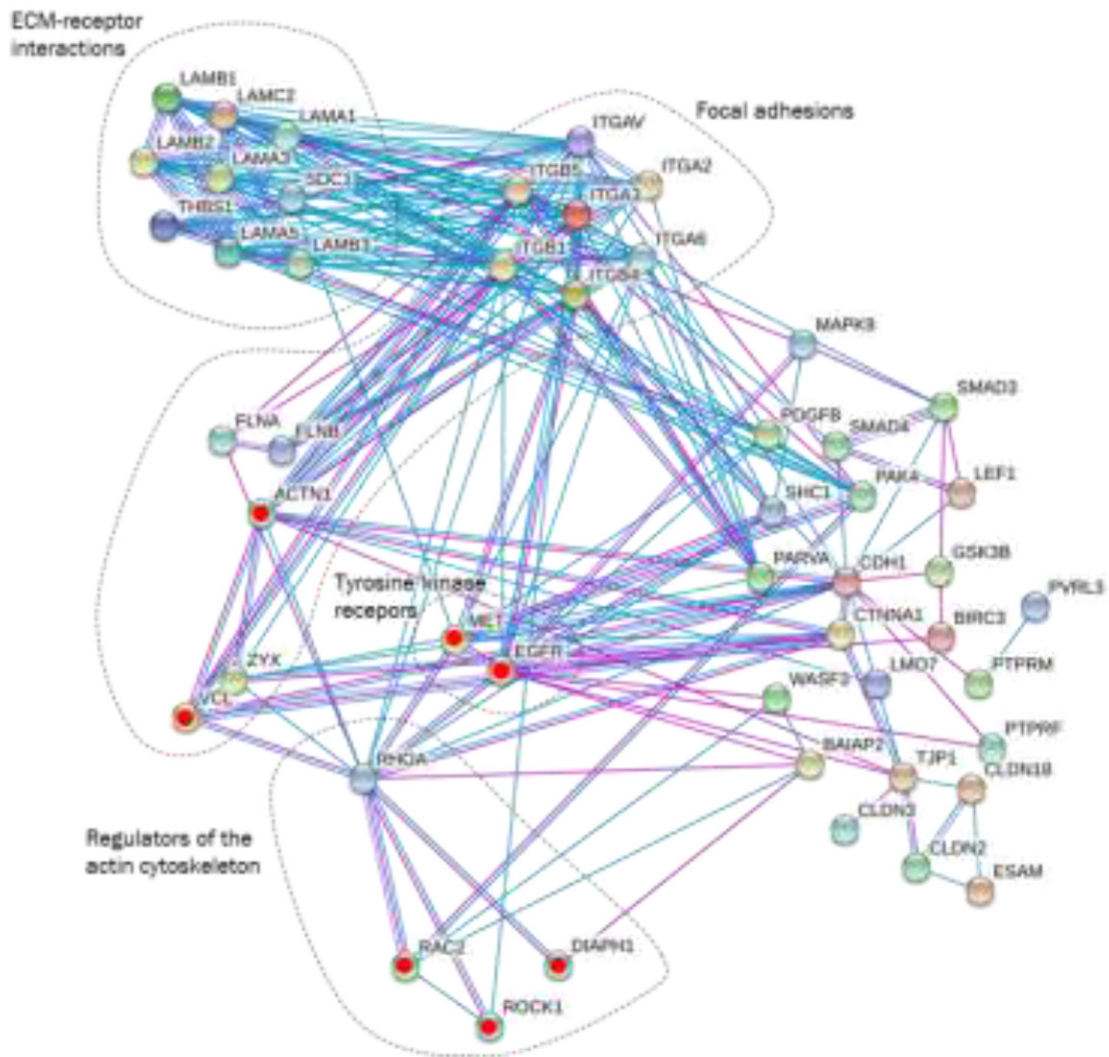 ECM-receptor
interactions
LAMB1
LAMC2
LAMA1
LAMB2
LAMA3
SDC1
THBS1
LAMA5
LAMB3
Focal adhesions
ITGAV
ITGB5
ITGA2
ITGA3
ITGB1
ITGA6
ITGB4
MAPK8
SMAD3
PDGFB
SMAD4
FLNA
FLNB
PAK4
LEF1
SHC1
ACTN1
GSK3B
PARVA
CDH1
Tyrosine kinase
recepors
MET
EGFR
CTNNA1
BIRC3
PVRL3
ZYX
LMO7
PTPRM
WASF3
VCL
PTPRF
RHOA
BAIAP2
TJP1
CLDN18
CLDN3
Regulators of the
actin cytoskeleton
CLDN2
ESAM
RAC2
DIAPH1
ROCK1